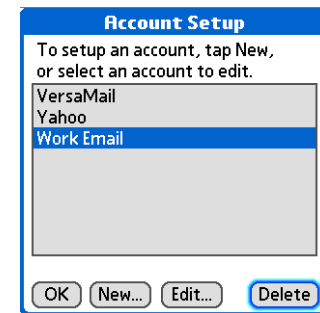 Account Setup
To setup an account, tap New,
or select an account to edit.
VersaMail
Yahoo
Work Email
OK New... Edit... Delete